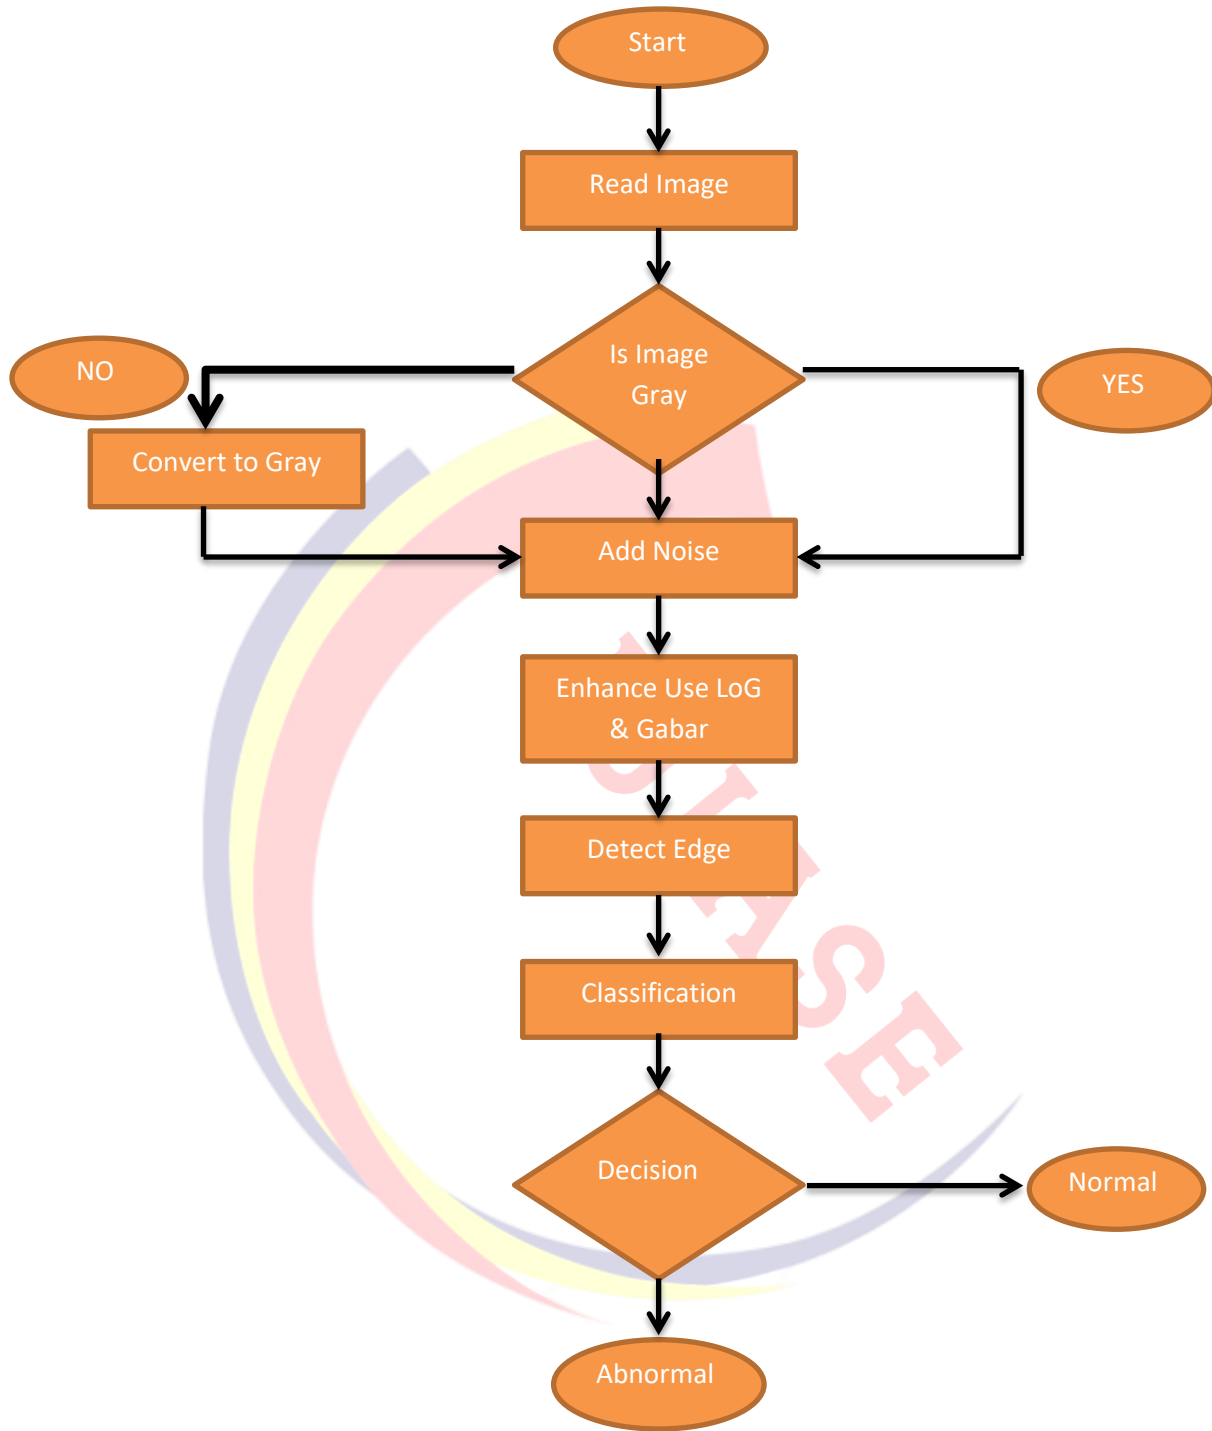 Start
Read Image
Is Image
Gray
NO
YES
Convert to Gray
Add Noise
Enhance Use LoG
& Gabar
Detect Edge
Classification
Decision
Normal
Abnormal